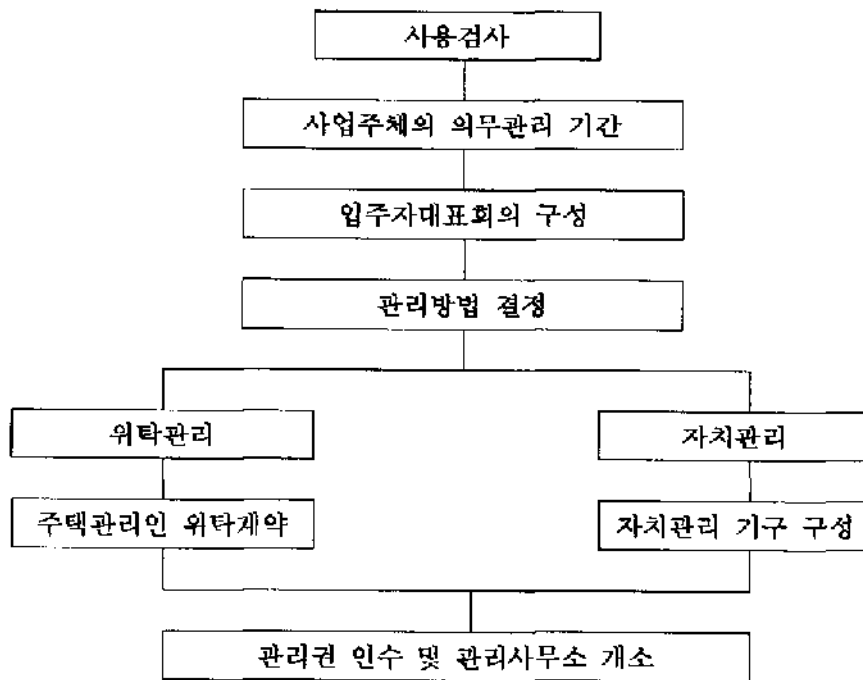 사용검사
사업주체의 의무관리 기간
입주자대표회의 구성
관리방법 결정
위탁관리
자치관리
주택관리인 위탁계약
자치관리 기구 구성
관리권 인수 및 관리사무소 개소